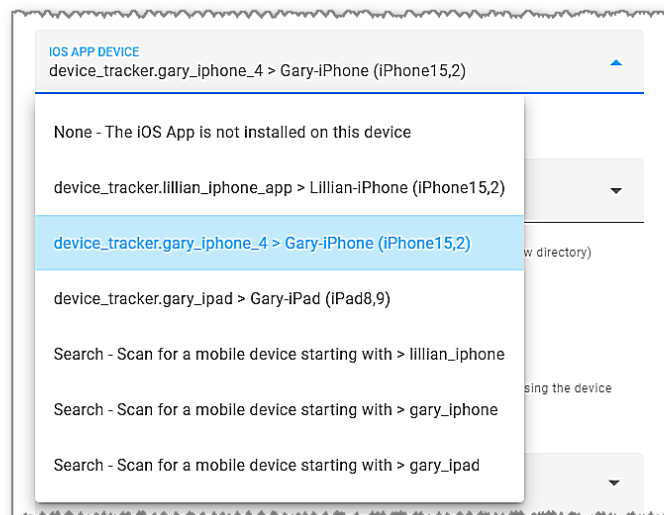 IOS APP DEVICE
device_tracker.gary_iphone_4 > Gary-iPhone (iPhone15,2)
None - The iOS App is not installed on this device
device_tracker.lillian_iphone_app > Lillian-iPhone (iPhone15,2)
device_tracker.gary_iphone_4 > Gary-iPhone (iPhone15,2)
w directory)
device_tracker.gary_ipad > Gary-iPad (iPad8,9)
Search - Scan for a mobile device starting with > lillian_iphone
sing the device
Search - Scan for a mobile device starting with > gary_iphone
Search - Scan for a mobile device starting with > gary_ipad